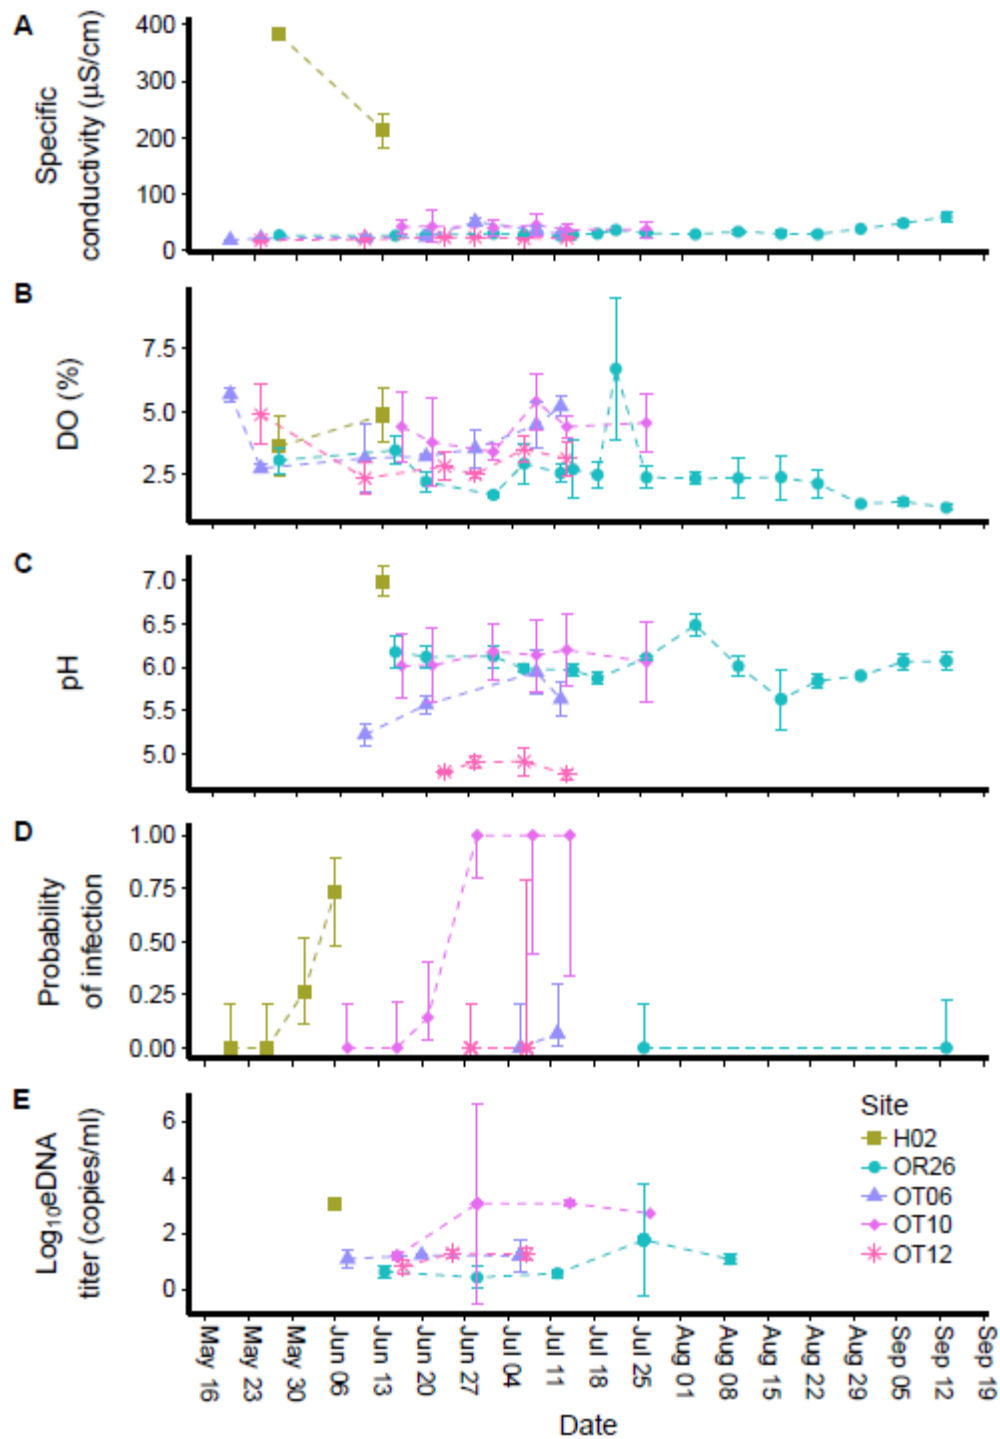 A
Specific
conductivity (µS/cm)
400
300
200
100
0
B
DO (%)
7.5
5.0
2.5
C
pH
7.0
6.5
6.0
5.5
5.0
D
Probability
of infection
1.00
0.75
0.50
0.25
0.00
E
Log10eDNA
titer (copies/ml)
6
4
2
0
Site
H02
OR26
OT06
OT10
OT12
May 16
May 23
May 30
Jun 06
Jun 13
Jun 20
Jun 27
Jul 04
Jul 11
Jul 18
Jul 25
Aug 01
Aug 08
Aug 15
Aug 22
Aug 29
Sep 05
Sep 12
Sep 19
Date